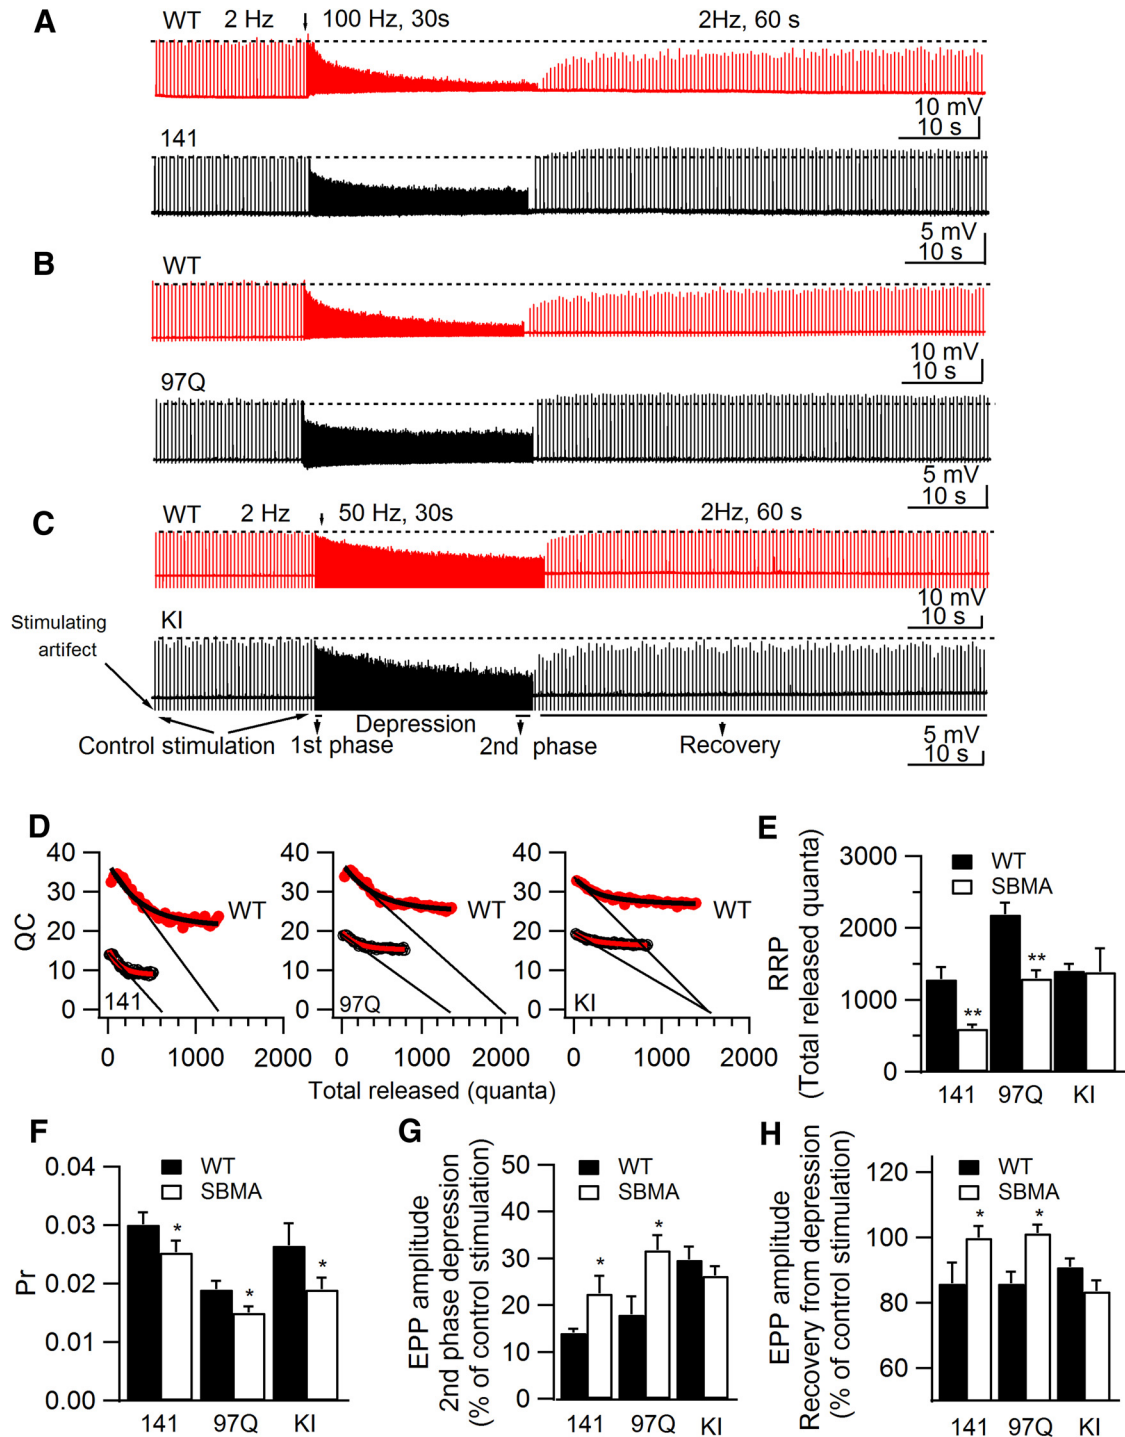 A
WT 2 Hz 100 Hz, 30s 2Hz, 60 s
10 mV
10 s
141
5 mV
10 s
B
WT
10 mV
10 s
97Q
5 mV
10 s
C
WT 2 Hz 50 Hz, 30s 2Hz, 60 s
10 mV
10 s
KI
Stimulating
artifect
Depression
Control stimulation 1st phase 2nd phase Recovery
5 mV
10 s
D
QC
40
30
20
10
0
WT
141
0 1000 2000
40
30
20
10
0
WT
97Q
0 1000 2000
40
30
20
10
0
WT
KI
0 1000 2000
Total released (quanta)
E
RRP
(Total released quanta)
3000
2000
1000
0
WT
SBMA
**
**
141 97Q KI
F
Pr
0.04
0.03
0.02
0.01
0.00
WT
SBMA
*
*
*
141 97Q KI
G
EPP amplitude
2nd phase depression
(% of control stimulation)
50
40
30
20
10
0
WT
SBMA
*
*
141 97Q KI
H
EPP amplitude
Recovery from depression
(% of control stimulation)
120
100
80
60
WT
SBMA
*
*
141 97Q KI